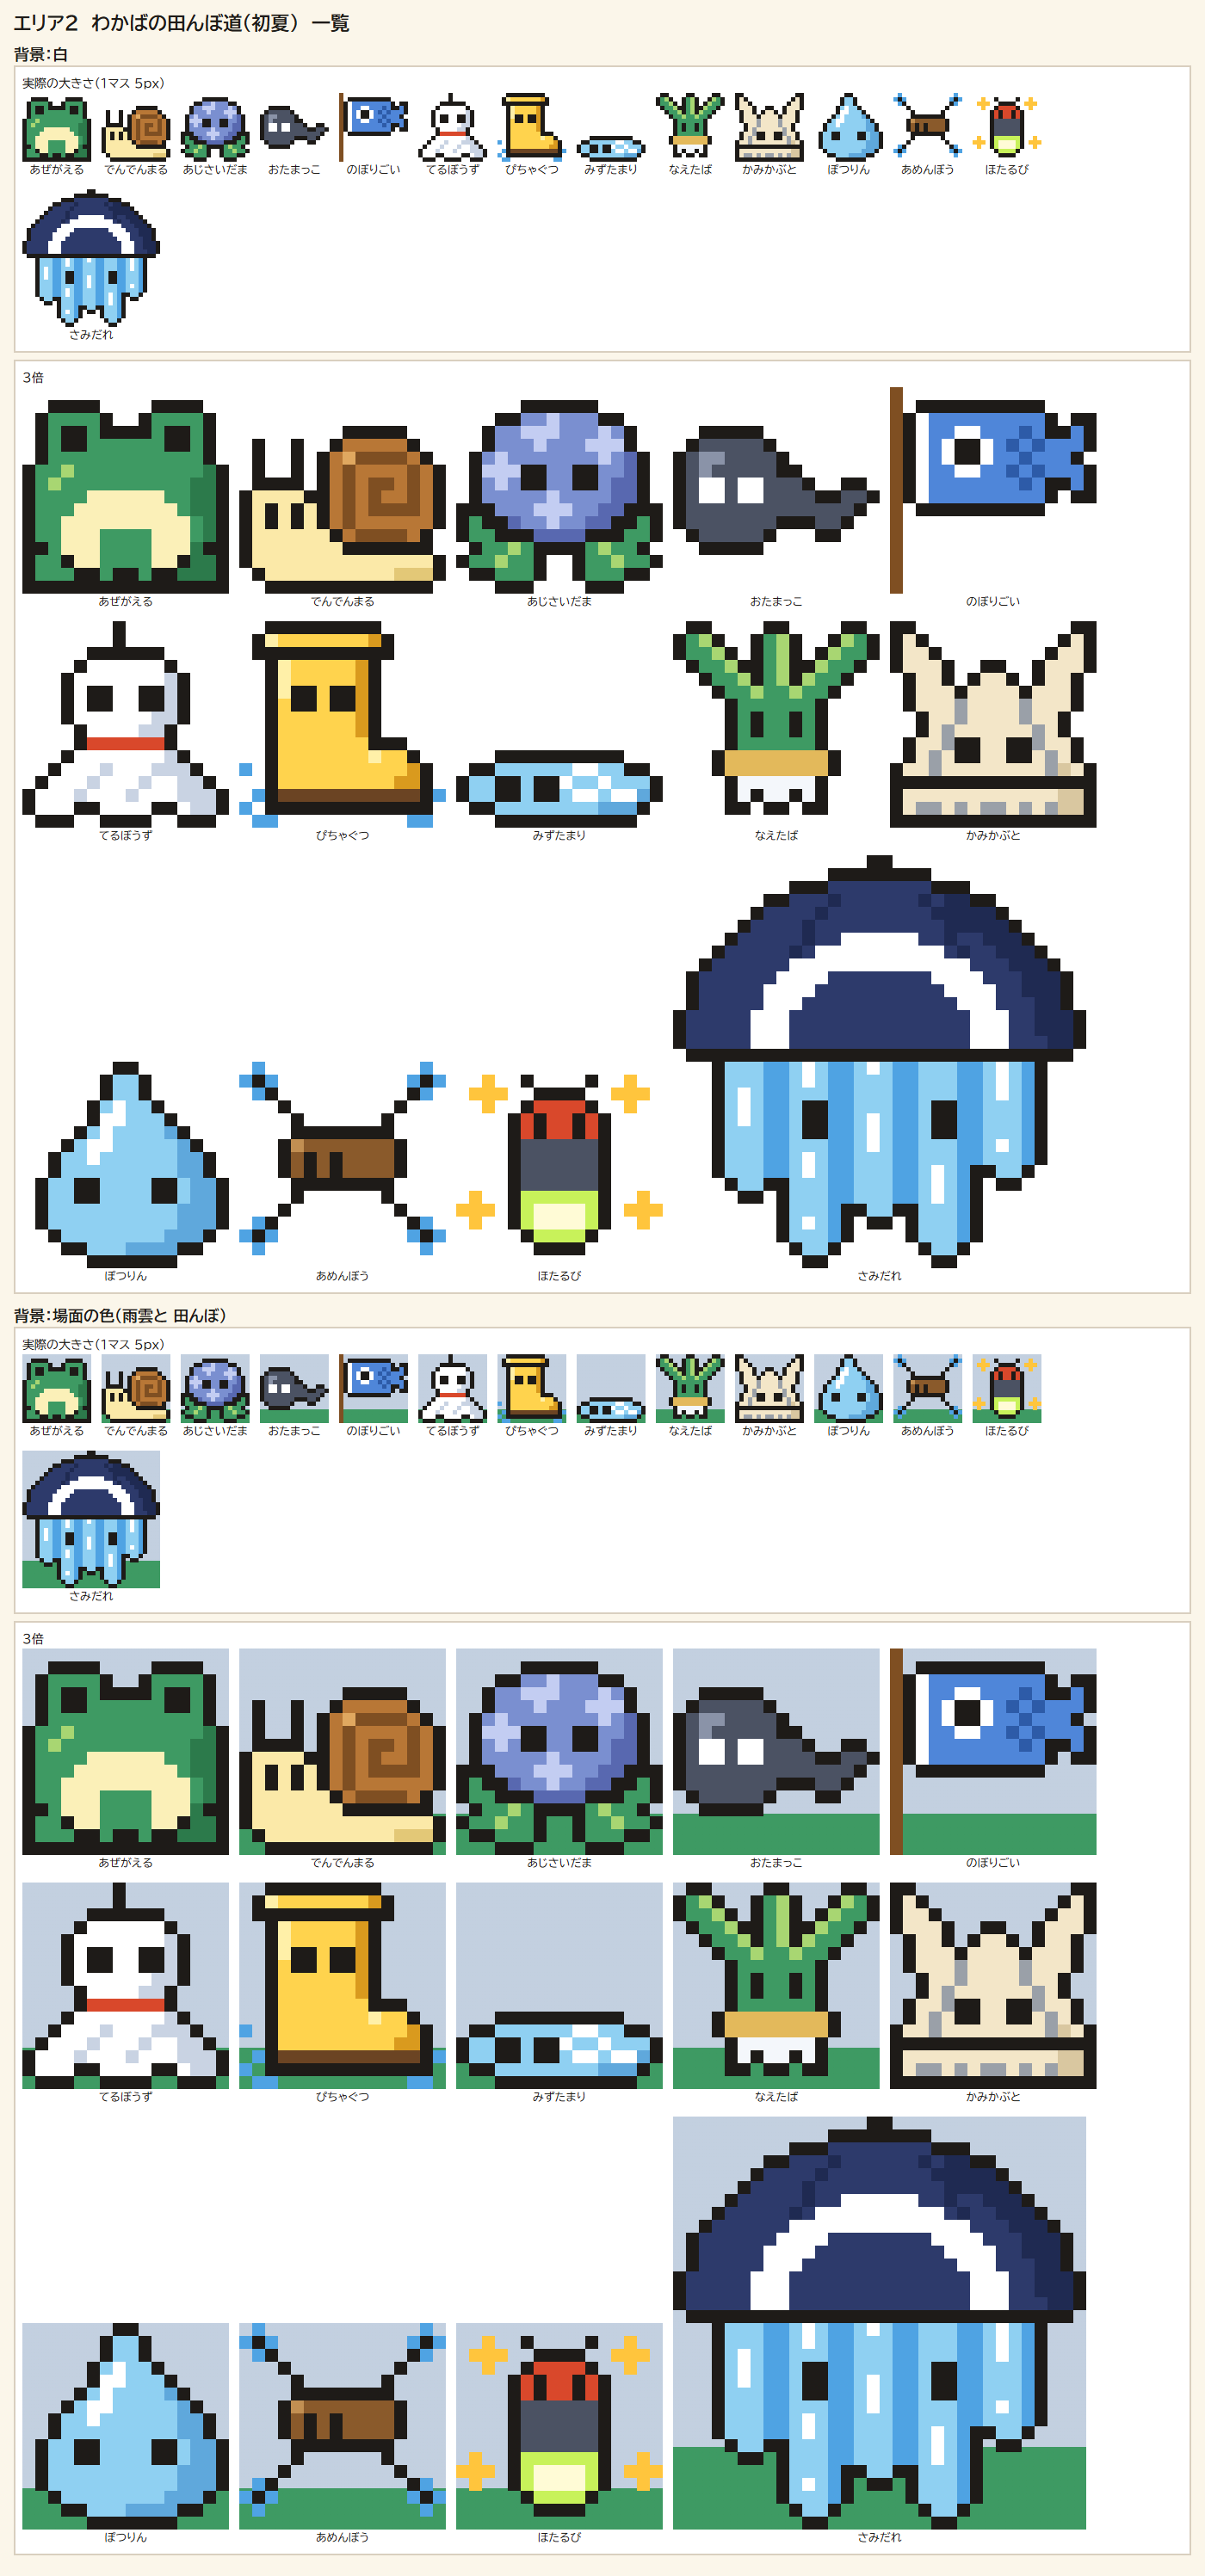 エリア2 わかばの田んぼ道(初夏) 一覧
背景:白
実際の大きさ(1マス 5px)
あぜがえる でんでんまる あじさいだま おたまっこ のぼりごい てるぼうず ぴちゃぐつ みずたまり なえたば かみかぶと ぽつりん あめんぼう ほたるび
さみだれ
3倍
あぜがえる でんでんまる あじさいだま おたまっこ のぼりごい
てるぼうず ぴちゃぐつ みずたまり なえたば かみかぶと
ぽつりん あめんぼう ほたるび さみだれ
背景:場面の色(雨雲と 田んぼ)
実際の大きさ(1マス 5px)
あぜがえる でんでんまる あじさいだま おたまっこ のぼりごい てるぼうず ぴちゃぐつ みずたまり なえたば かみかぶと ぽつりん あめんぼう ほたるび
さみだれ
3倍
あぜがえる でんでんまる あじさいだま おたまっこ のぼりごい
てるぼうず ぴちゃぐつ みずたまり なえたば かみかぶと
ぽつりん あめんぼう ほたるび さみだれ